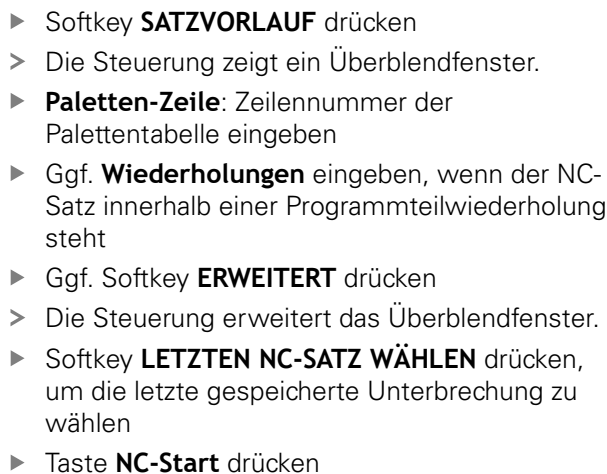 ▶ Softkey SATZVORLAUF drücken
> Die Steuerung zeigt ein Überblendfenster.
▶ Paletten-Zeile: Zeilennummer der
Palettentabelle eingeben
▶ Ggf. Wiederholungen eingeben, wenn der NC-
Satz innerhalb einer Programmteilwiederholung
steht
▶ Ggf. Softkey ERWEITERT drücken
> Die Steuerung erweitert das Überblendfenster.
▶ Softkey LETZTEN NC-SATZ WÄHLEN drücken,
um die letzte gespeicherte Unterbrechung zu
wählen
▶ Taste NC-Start drücken